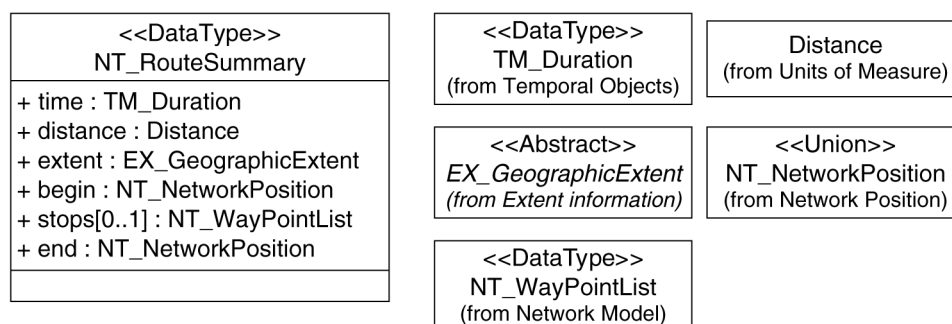 <<DataType>>
NT_RouteSummary
+ time : TM_Duration
+ distance : Distance
+ extent : EX_GeographicExtent
+ begin : NT_NetworkPosition
+ stops[0..1] : NT_WayPointList
+ end : NT_NetworkPosition
<<DataType>>
TM_Duration
(from Temporal Objects)
Distance
(from Units of Measure)
<<Abstract>>
EX_GeographicExtent
(from Extent information)
<<Union>>
NT_NetworkPosition
(from Network Position)
<<DataType>>
NT_WayPointList
(from Network Model)